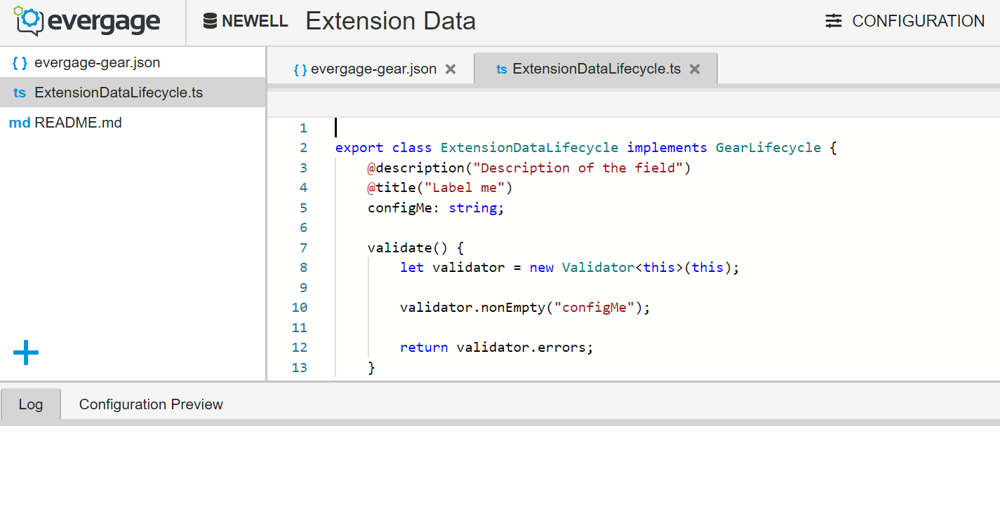 evergage NEWELL Extension Data CONFIGURATION
{ } evergage-gear.json
ts ExtensionDataLifecycle.ts
md README.md
{ } evergage-gear.json ts ExtensionDataLifecycle.ts
1
2 export class ExtensionDataLifecycle implements GearLifecycle {
3 @description("Description of the field")
4 @title("Label me")
5 configMe: string;
6
7 validate() {
8 let validator = new Validator<this>(this);
9
10 validator.nonEmpty("configMe");
11
12 return validator.errors;
13 }
Log Configuration Preview